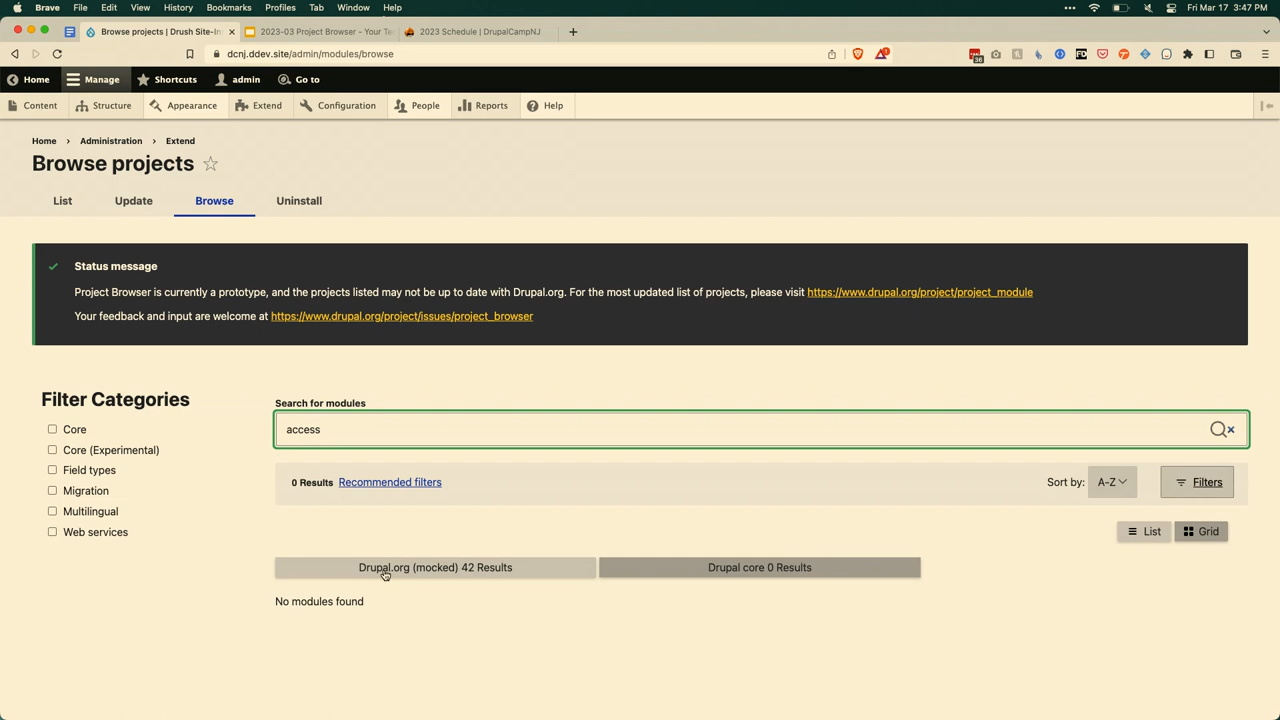 Brave File Edit View History Bookmarks Profiles Tab Window Help
Fri Mar 17 3:47 PM
Browse projects | Drush Site-In
2023-03 Project Browser - Your Te
2023 Schedule | DrupalCampNJ
dcnj.ddev.site/admin/modules/browse
Home Manage Shortcuts admin Go to
Content Structure Appearance Extend Configuration People Reports Help
Home › Administration › Extend
Browse projects
List Update Browse Uninstall
Status message
Project Browser is currently a prototype, and the projects listed may not be up to date with Drupal.org. For the most updated list of projects, please visit https://www.drupal.org/project/project_module
Your feedback and input are welcome at https://www.drupal.org/project/issues/project_browser
Filter Categories
Core
Core (Experimental)
Field types
Migration
Multilingual
Web services
Search for modules
access
0 Results Recommended filters
Sort by: A-Z
Filters
List Grid
Drupal.org (mocked) 42 Results
Drupal core 0 Results
No modules found